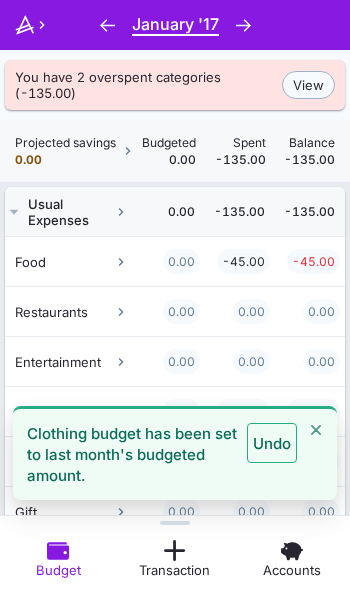 January '17
You have 2 overspent categories
(-135.00)
View
Projected savings Budgeted Spent Balance
0.00 0.00 -135.00 -135.00
Usual
Expenses
0.00 -135.00 -135.00
Food 0.00 -45.00 -45.00
Restaurants 0.00 0.00 0.00
Entertainment 0.00 0.00 0.00
Clothing budget has been set
to last month's budgeted
amount.
Undo
Gift 0.00 0.00 0.00
Budget Transaction Accounts